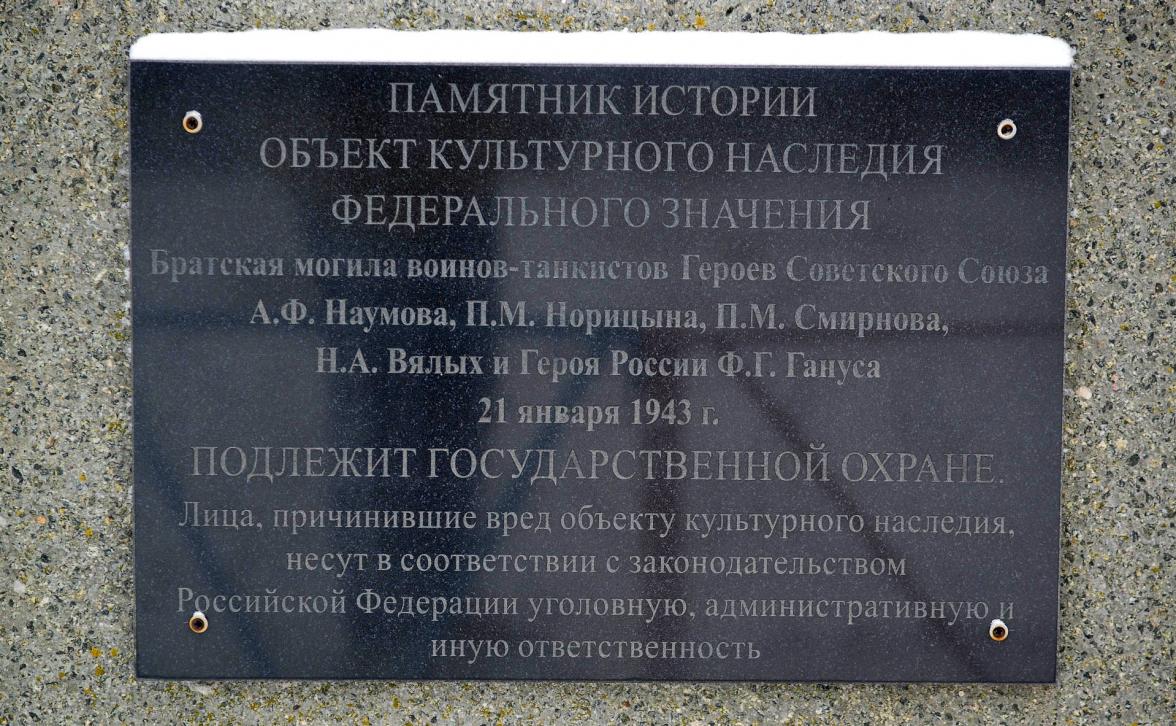 ПАМЯТНИК ИСТОРИИ
ОБЪЕКТ КУЛЬТУРНОГО НАСЛЕДИЯ
ФЕДЕРАЛЬНОГО ЗНАЧЕНИЯ
Братская могила воинов-танкистов Героев Советского Союза
А.Ф. Наумова, П.М. Норицына, П.М. Смирнова,
Н.А. Вялых и Героя России Ф.Г. Гануса
21 января 1943 г.
ПОДЛЕЖИТ ГОСУДАРСТВЕННОЙ ОХРАНЕ.
Лица, причинившие вред объекту культурного наследия,
несут в соответствии с законодательством
Российской Федерации уголовную, административную и
иную ответственность